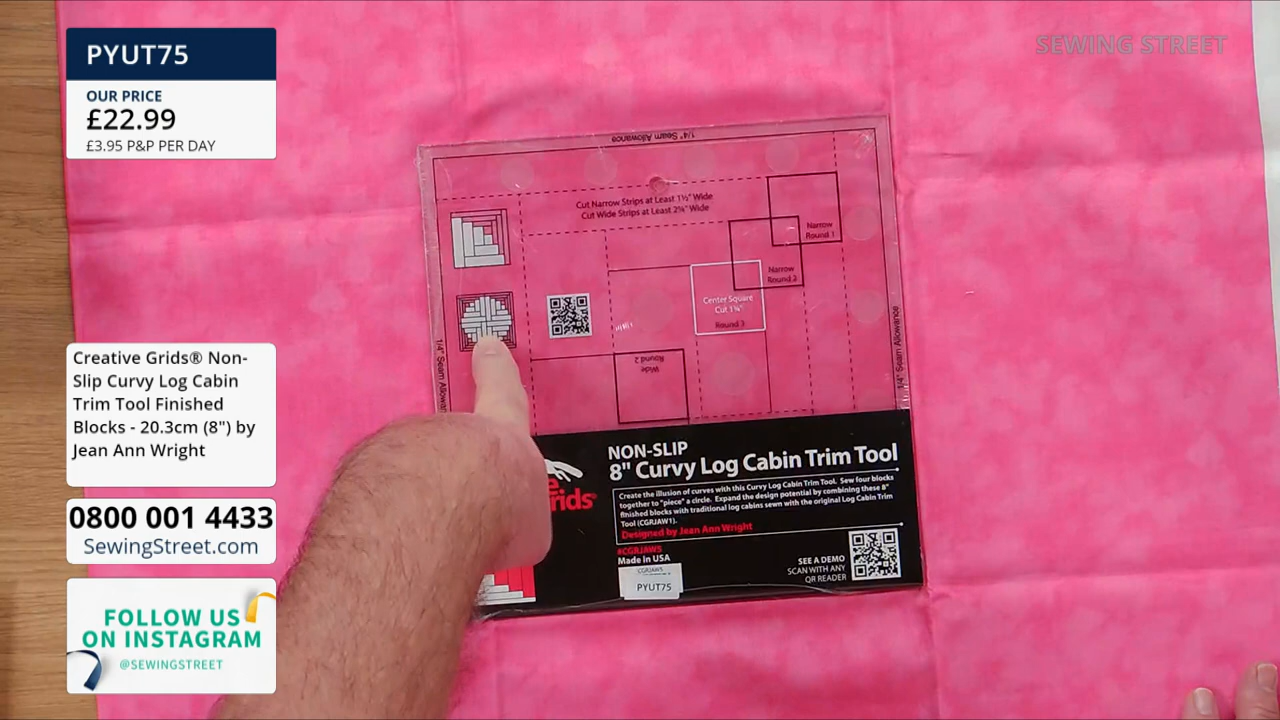 PYUT75
OUR PRICE
£22.99
£3.95 P&P PER DAY
SEWING STREET
Creative Grids® Non-
Slip Curvy Log Cabin
Trim Tool Finished
Blocks - 20.3cm (8") by
Jean Ann Wright
0800 001 4433
SewingStreet.com
FOLLOW US
ON INSTAGRAM
@SEWINGSTREET
1/4" Seam Allowance
Cut Narrow Strips at Least 1½" Wide
Cut Wide Strips at Least 2¼" Wide
Narrow
Round 1
Narrow
Round 2
Center Square
Cut 1¾"
Round 3
Wide
Round 2
1/4" Seam Allowance
1/4" Seam Allowance
NON-SLIP
8" Curvy Log Cabin Trim Tool
Create the illusion of curves with this Curvy Log Cabin Trim Tool. Sew four blocks
together to "piece" a circle. Expand the design potential by combining these 8"
finished blocks with traditional log cabins sewn with the original Log Cabin Trim
Tool (CGRJAW1).
Designed by Jean Ann Wright
#CGRJAW5
Made in USA
CGRJAW5
PYUT75
SEE A DEMO
SCAN WITH ANY
QR READER